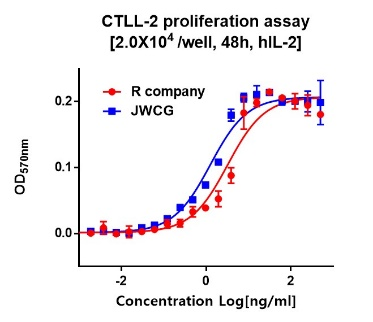 CTLL-2 proliferation assay
[2.0X10⁴ /well, 48h, hIL-2]
R company
JWCG
0.2
0.1
0.0
OD570nm
-2 0 2
Concentration Log[ng/ml]